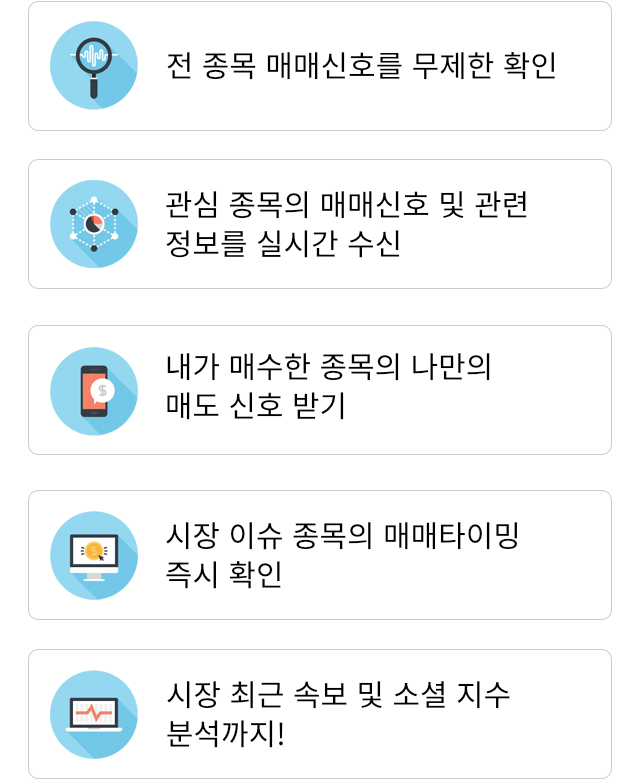 전 종목 매매신호를 무제한 확인
관심 종목의 매매신호 및 관련
정보를 실시간 수신
내가 매수한 종목의 나만의
매도 신호 받기
시장 이슈 종목의 매매타이밍
즉시 확인
시장 최근 속보 및 소셜 지수
분석까지!